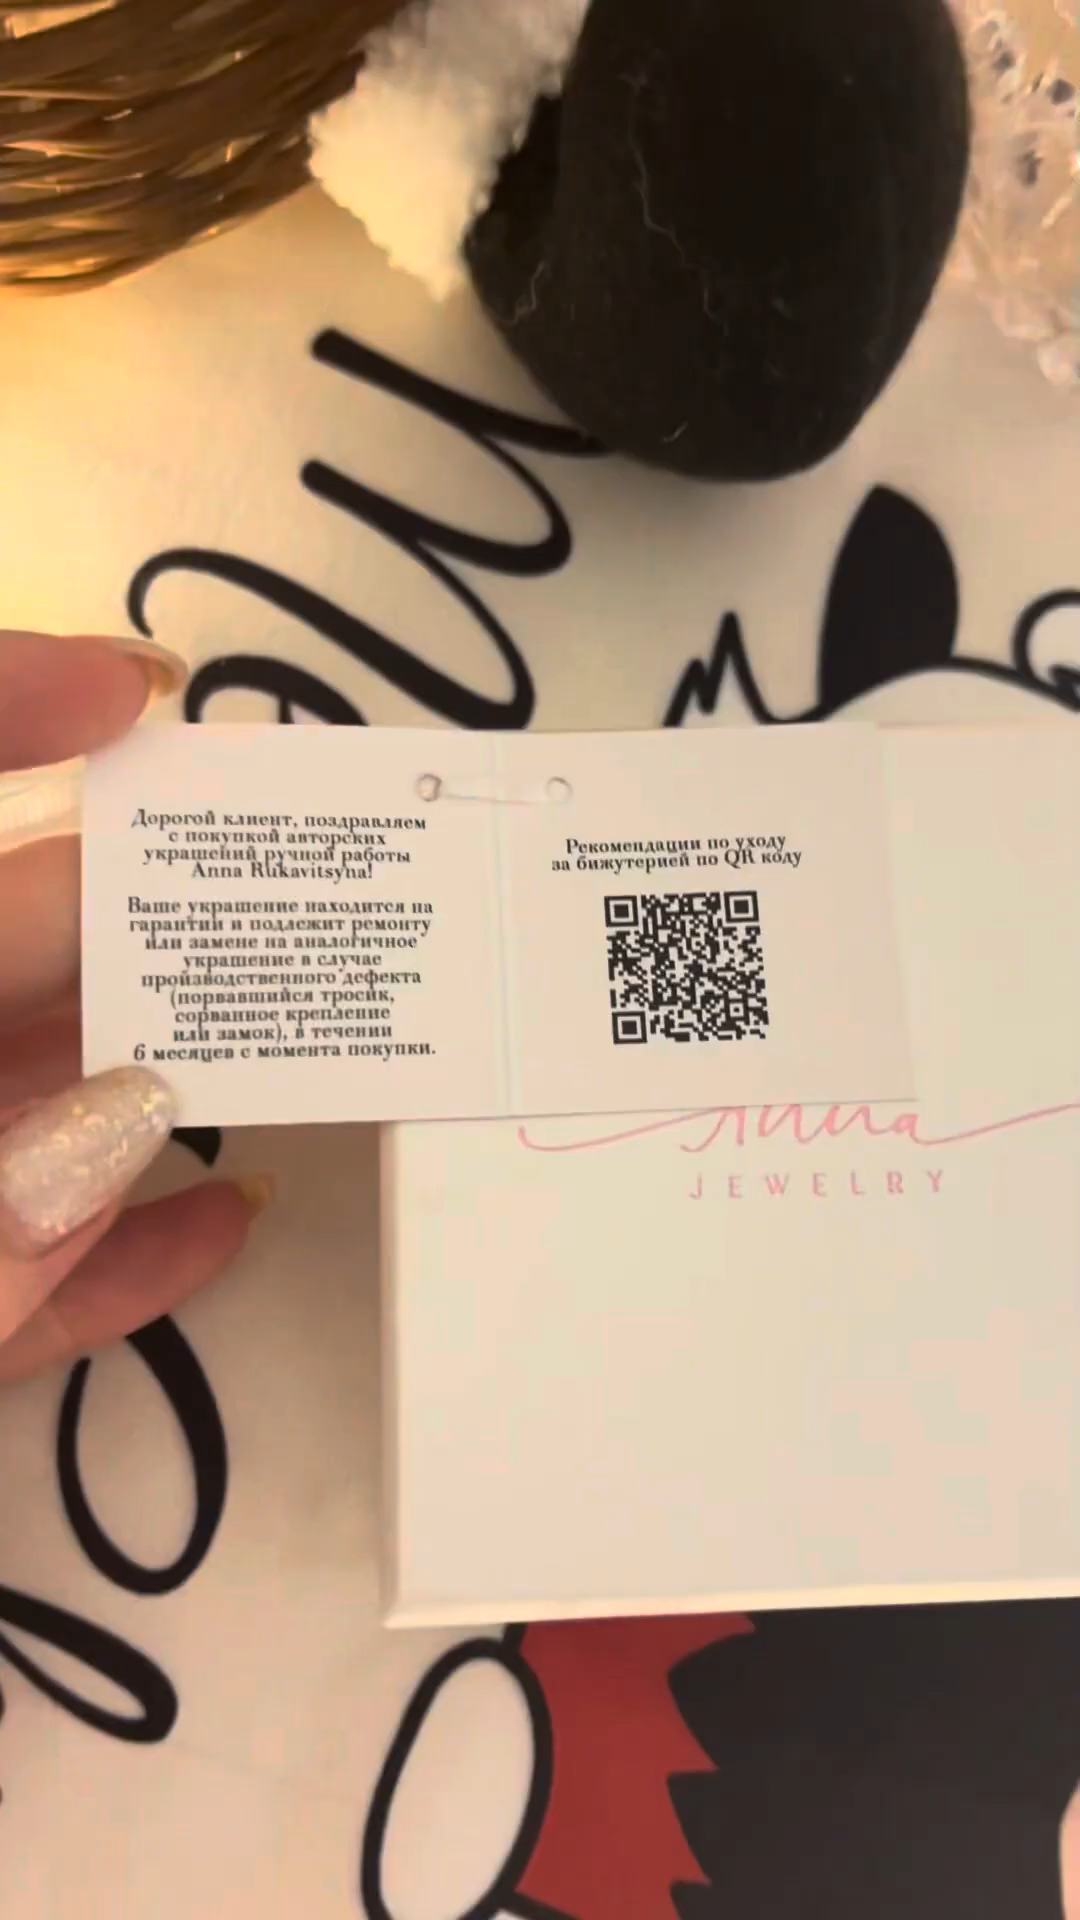 Дорогой клиент, поздравляем
с покупкой авторских
украшений ручной работы
Anna Rukavitsyna!
Ваше украшение находится на
гарантии и подлежит ремонту
или замене на аналогичное
украшение в случае
производственного дефекта
(порвавшийся тросик,
сорванное крепление
или замок), в течении
6 месяцев с момента покупки.
Рекомендации по уходу
за бижутерией по QR коду
Anna
JEWELRY